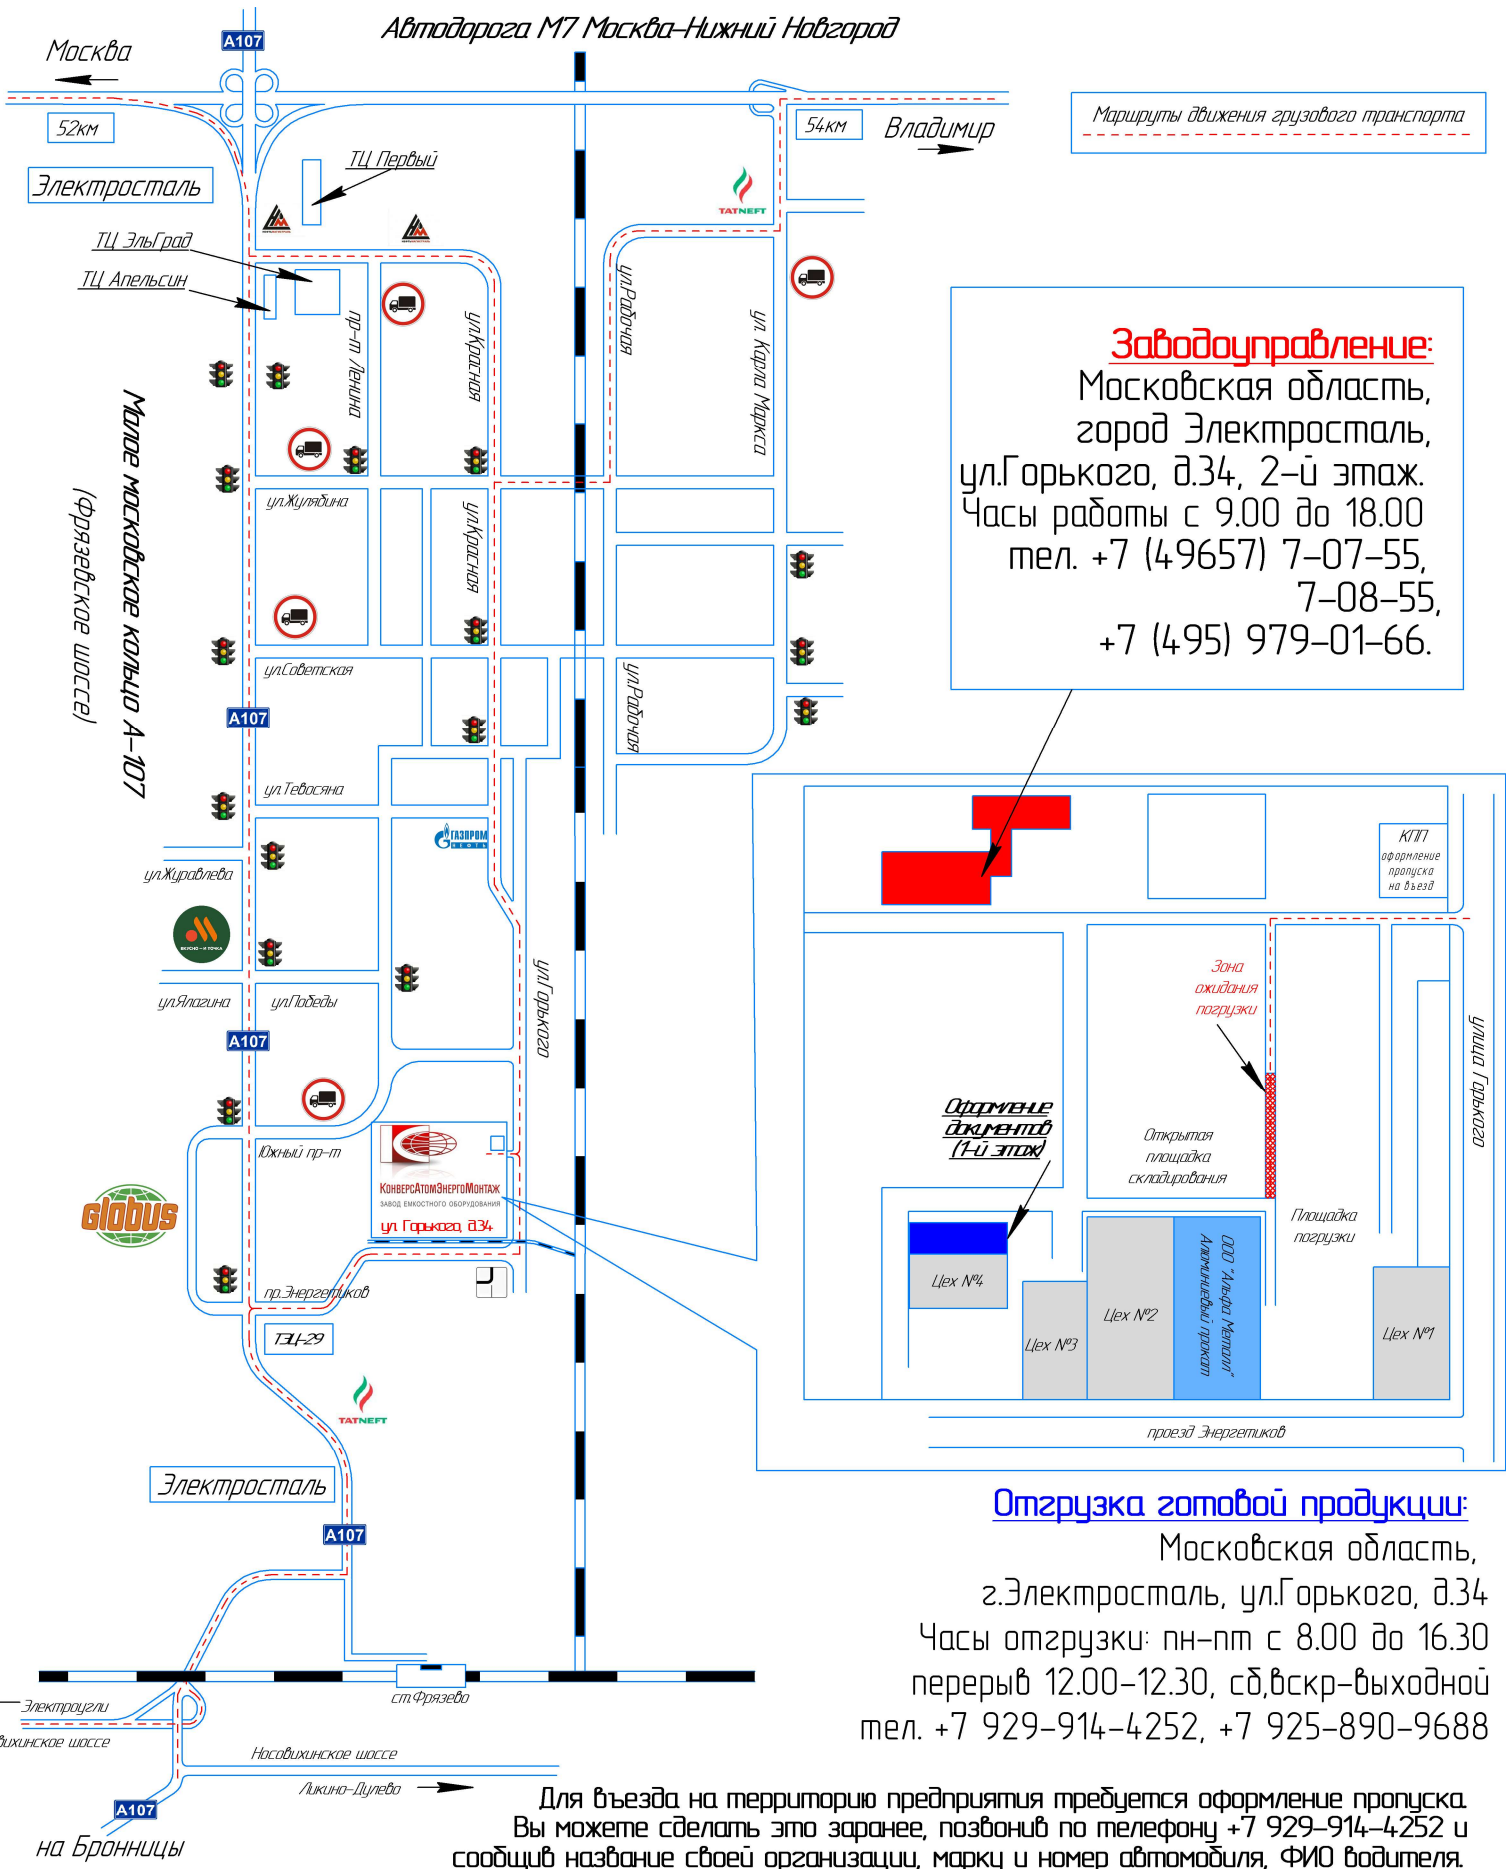 Автодорога М7 Москва-Нижний Новгород
Москва
А107
52км
54км
Владимир
Маршруты движения грузового транспорта
Электросталь
ТЦ Первый
TATNEFT
ТЦ ЭльГрад
ТЦ Апельсин
пр-т Ленина
ул.Красная
ул.Рабочая
ул. Карла Маркса
Малое московское кольцо А-107
(Фрязевское шоссе)
ул.Жулябина
ул.Красная
ул.Советская
ул.Рабочая
А107
ул.Тевосяна
ГАЗПРОМ
НЕФТЬ
ул.Журавлева
ВКУСНО – И ТОЧКА
ул.Ялагина
ул.Победы
ул.Горького
А107
Южный пр-т
КонверсАтомЭнергоМонтаж
ЗАВОД ЕМКОСТНОГО ОБОРУДОВАНИЯ
ул. Горького, д.34
Globus
пр.Энергетиков
ТЭЦ-29
TATNEFT
Электросталь
А107
ст.Фрязево
Электроугли
вихинское шоссе
Носовихинское шоссе
Ликино-Дулево
А107
на Бронницы
Заводоуправление:
Московская область,
город Электросталь,
ул.Горького, д.34, 2-й этаж.
Часы работы с 9.00 до 18.00
тел. +7 (49657) 7-07-55,
7-08-55,
+7 (495) 979-01-66.
КПП
оформление
пропуска
на въезд
Зона
ожидания
погрузки
улица Горького
Оформление
документов
(1-й этаж)
Открытая
площадка
складирования
Площадка
погрузки
Цех №4
Цех №3
Цех №2
ООО "Альфа Металл"
Алюминиевый прокат
Цех №1
проезд Энергетиков
Отгрузка готовой продукции:
Московская область,
г.Электросталь, ул.Горького, д.34
Часы отгрузки: пн-пт с 8.00 до 16.30
перерыв 12.00-12.30, сб,вскр-выходной
тел. +7 929-914-4252, +7 925-890-9688
Для въезда на территорию предприятия требуется оформление пропуска.
Вы можете сделать это заранее, позвонив по телефону +7 929-914-4252 и
сообщив название своей организации, марку и номер автомобиля, ФИО водителя.